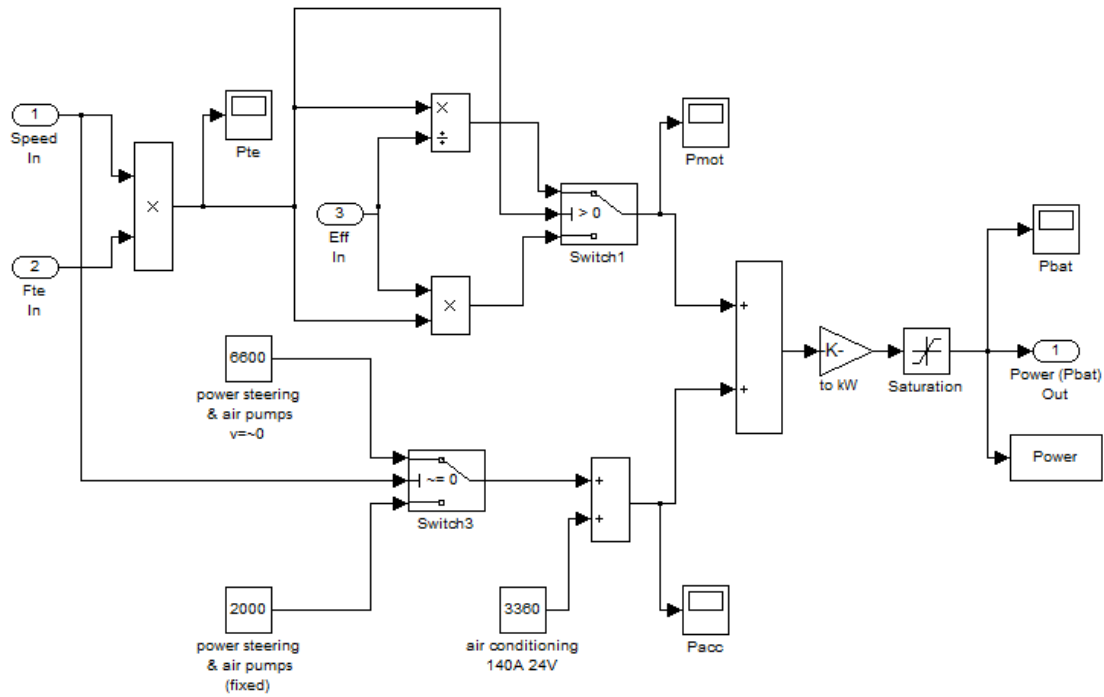 1
Speed
In
2
Fte
In
×
Pte
3
Eff
In
×
÷
×
> 0
Switch1
Pmot
6600
power steering
& air pumps
v=~0
~= 0
Switch3
2000
power steering
& air pumps
(fixed)
3360
air conditioning
140A 24V
+
+
Pacc
+
+
-K-
to kW
Saturation
Pbat
1
Power (Pbat)
Out
Power